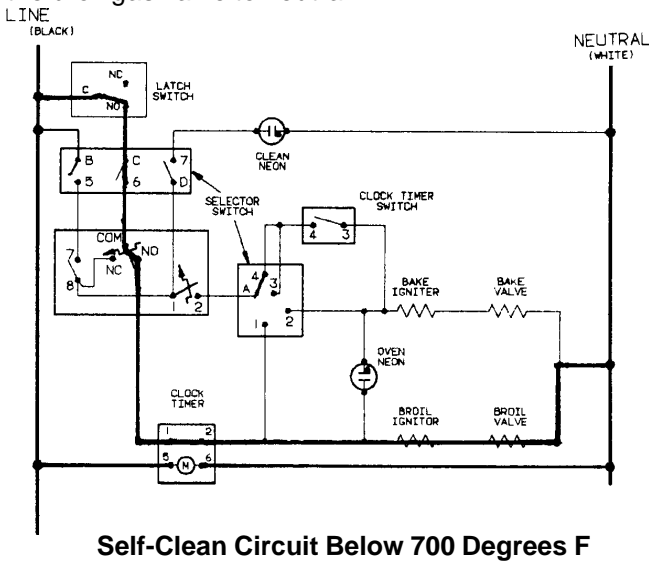 LINE
(BLACK)
NEUTRAL
(WHITE)
NC
C
NO
LATCH
SWITCH
CLEAN
NEON
B
C
7
5
6
D
SELECTOR
SWITCH
CLOCK TIMER
SWITCH
4
3
COM
NO
7
NC
8
1
2
4
A
3
2
1
BAKE
IGNITER
BAKE
VALVE
OVEN
NEON
BROIL
IGNITOR
BROIL
VALVE
CLOCK
TIMER
1
2
5
M
6
Self-Clean Circuit Below 700 Degrees F